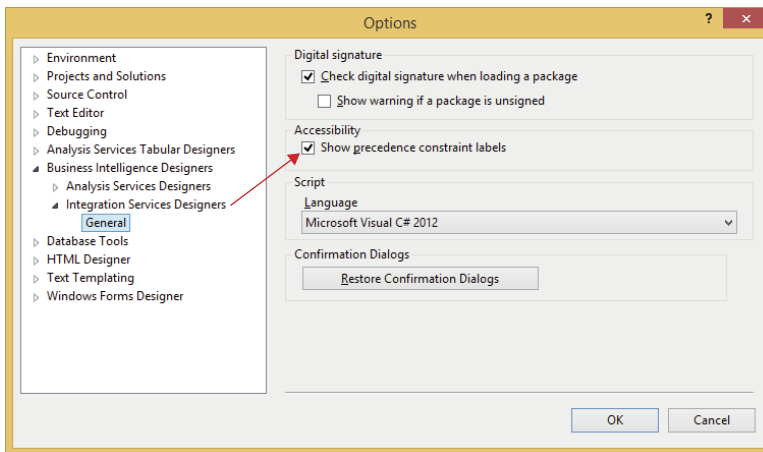 Options
?
Environment
Projects and Solutions
Source Control
Text Editor
Debugging
Analysis Services Tabular Designers
Business Intelligence Designers
Analysis Services Designers
Integration Services Designers
General
Database Tools
HTML Designer
Text Templating
Windows Forms Designer
Digital signature
Check digital signature when loading a package
Show warning if a package is unsigned
Accessibility
Show precedence constraint labels
Script
Language
Microsoft Visual C# 2012
Confirmation Dialogs
Restore Confirmation Dialogs
OK
Cancel